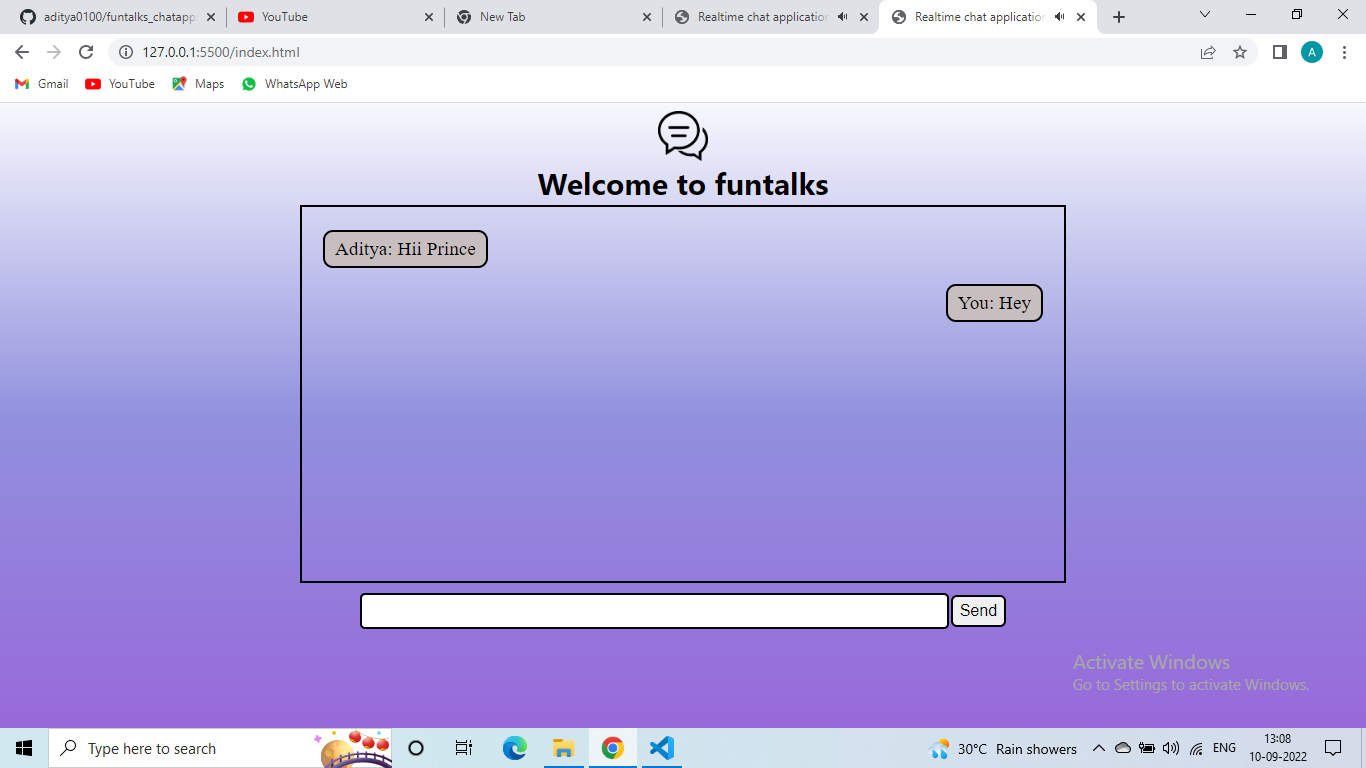 aditya0100/funtalks_chatapp
YouTube
New Tab
Realtime chat application
Realtime chat application
127.0.0.1:5500/index.html
A
Gmail
YouTube
Maps
WhatsApp Web
Welcome to funtalks
Aditya: Hii Prince
You: Hey
Send
Activate Windows
Go to Settings to activate Windows.
Type here to search
30°C Rain showers
ENG
13:08
10-09-2022